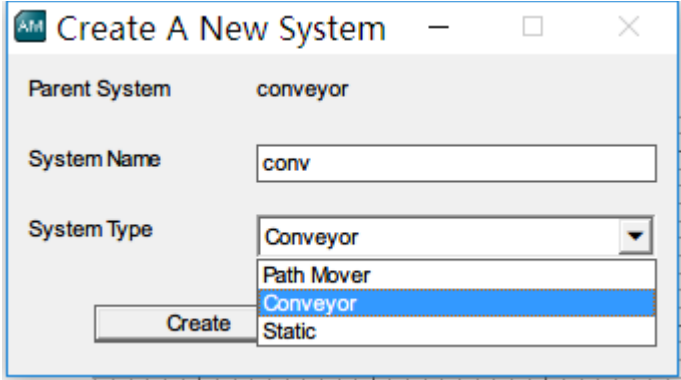 AM Create A New System
Parent System conveyor
System Name conv
System Type Conveyor
Path Mover
Conveyor
Create
Static